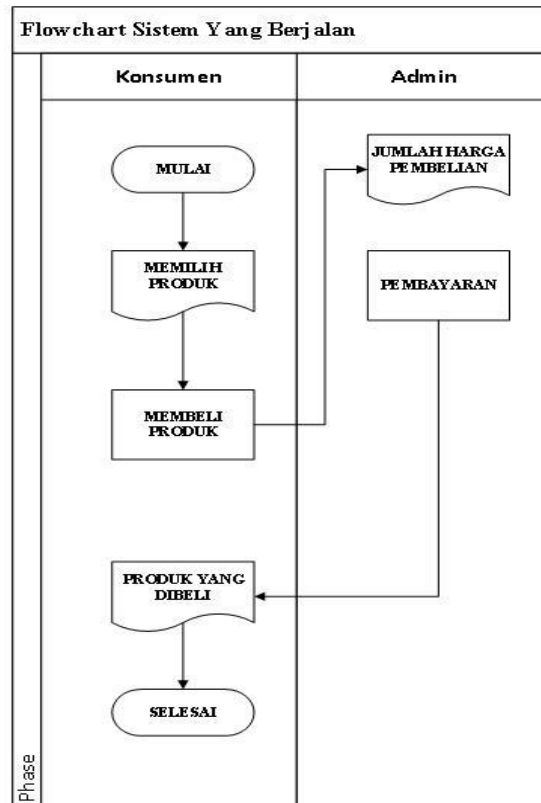 Flowchart Sistem Yang Berjalan
Konsumen
Admin
MULAI
JUMLAH HARGA
PEMBELIAN
MEMILIH
PRODUK
PEMBAYARAN
MEMBELI
PRODUK
PRODUK YANG
DIBELI
SELESAI
Phase